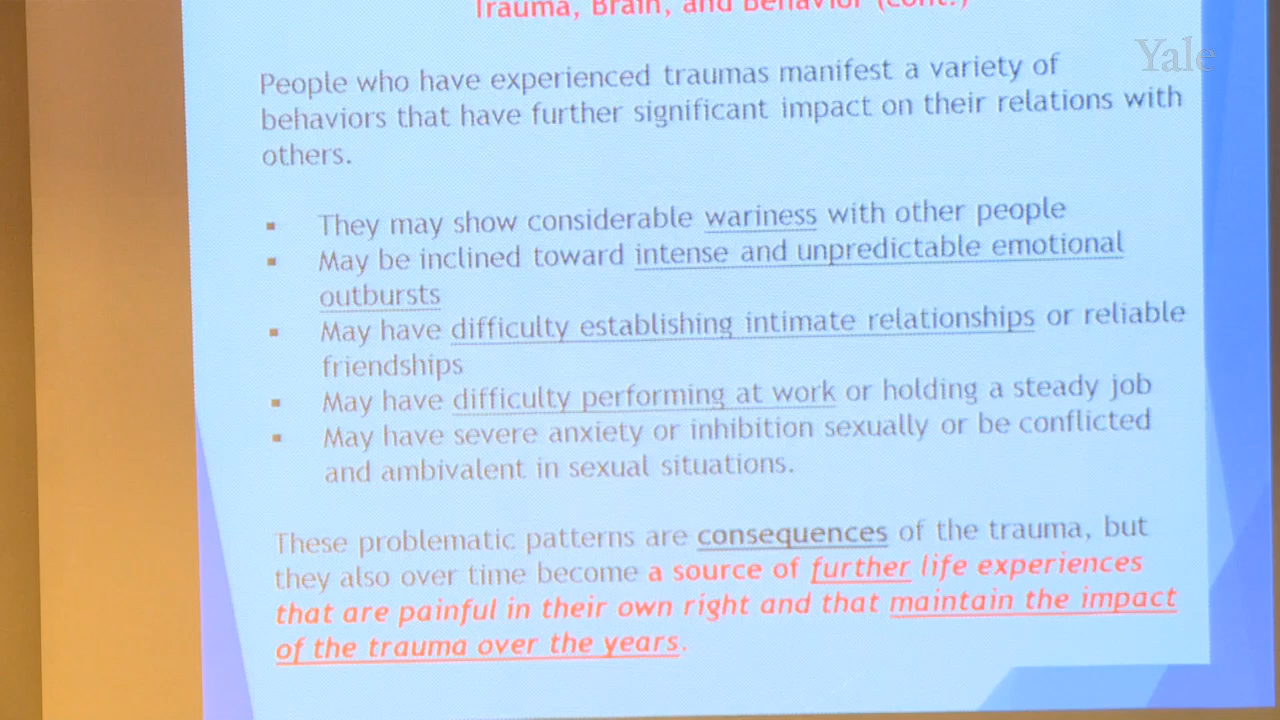 Trauma, Brain, and Behavior (cont.)
Yale
People who have experienced traumas manifest a variety of
behaviors that have further significant impact on their relations with
others.
▪ They may show considerable wariness with other people
▪ May be inclined toward intense and unpredictable emotional
outbursts
▪ May have difficulty establishing intimate relationships or reliable
friendships
▪ May have difficulty performing at work or holding a steady job
▪ May have severe anxiety or inhibition sexually or be conflicted
and ambivalent in sexual situations.
These problematic patterns are consequences of the trauma, but
they also over time become a source of further life experiences
that are painful in their own right and that maintain the impact
of the trauma over the years.